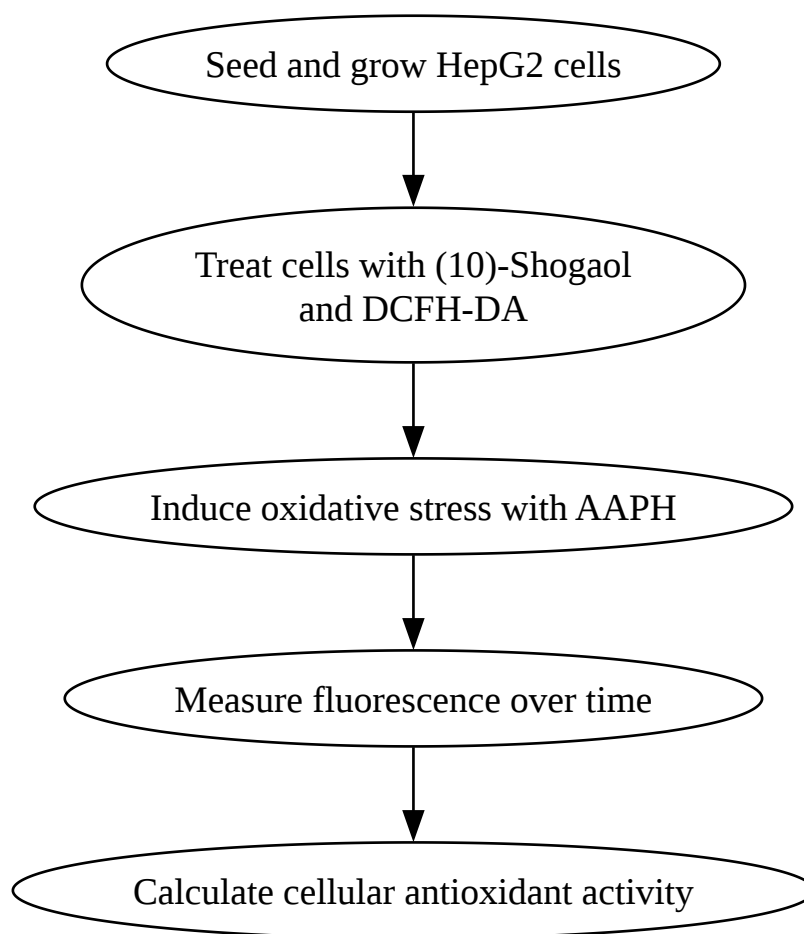 Seed and grow HepG2 cells
Treat cells with (10)-Shogaol
and DCFH-DA
Induce oxidative stress with AAPH
Measure fluorescence over time
Calculate cellular antioxidant activity